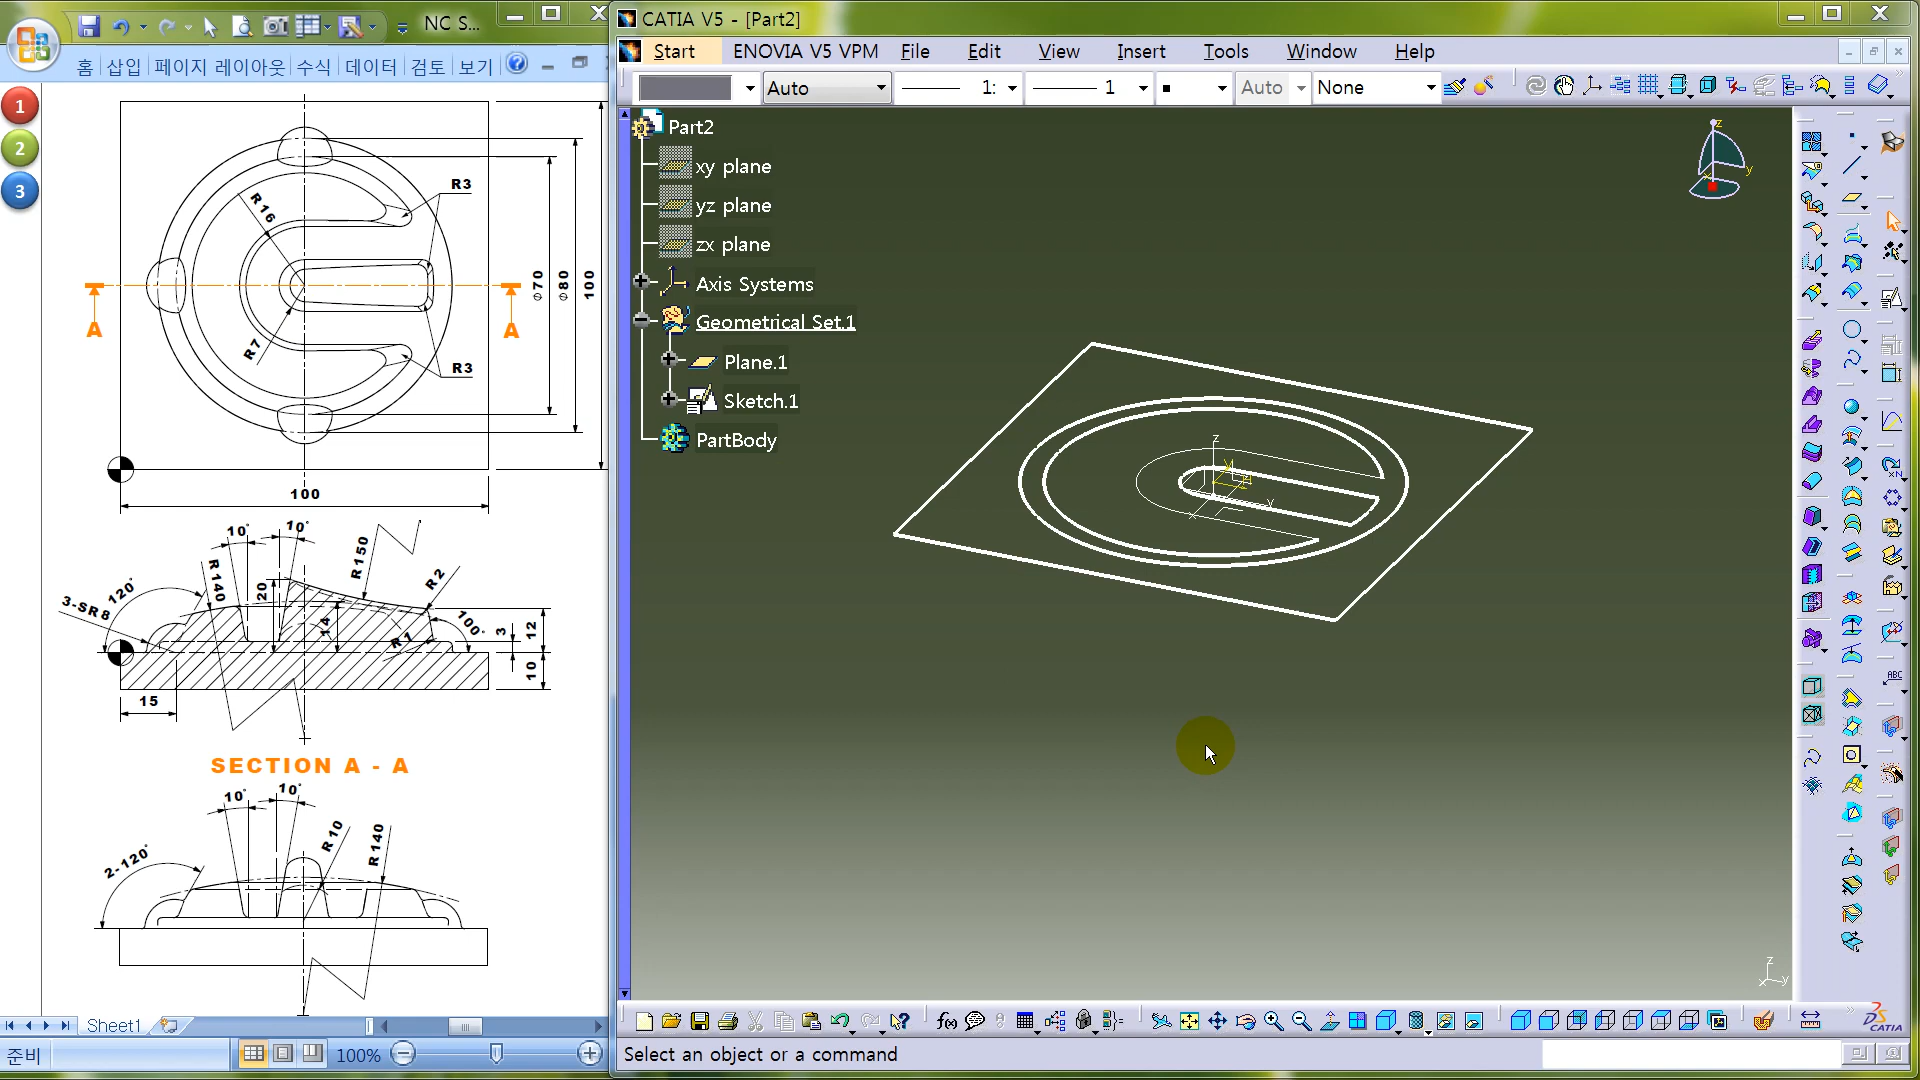 NC S...
홈 삽입 페이지 레이아웃 수식 데이터 검토 보기
1
2
3
R3
R16
R7
R3
Ø70
Ø80
100
A
A
100
10°
10°
R150
R2
R140
120°
3-SR8
20
14
R1
100°
3
12
10
15
SECTION A - A
10°
10°
R10
R140
2-120°
Sheet1
준비
100%
CATIA V5 - [Part2]
Start ENOVIA V5 VPM File Edit View Insert Tools Window Help
Auto 1: 1 Auto None
Part2
xy plane
yz plane
zx plane
Axis Systems
Geometrical Set.1
Plane.1
Sketch.1
PartBody
z
y
z
y
z
x
y
ABC
f(x)
CATIA
Select an object or a command